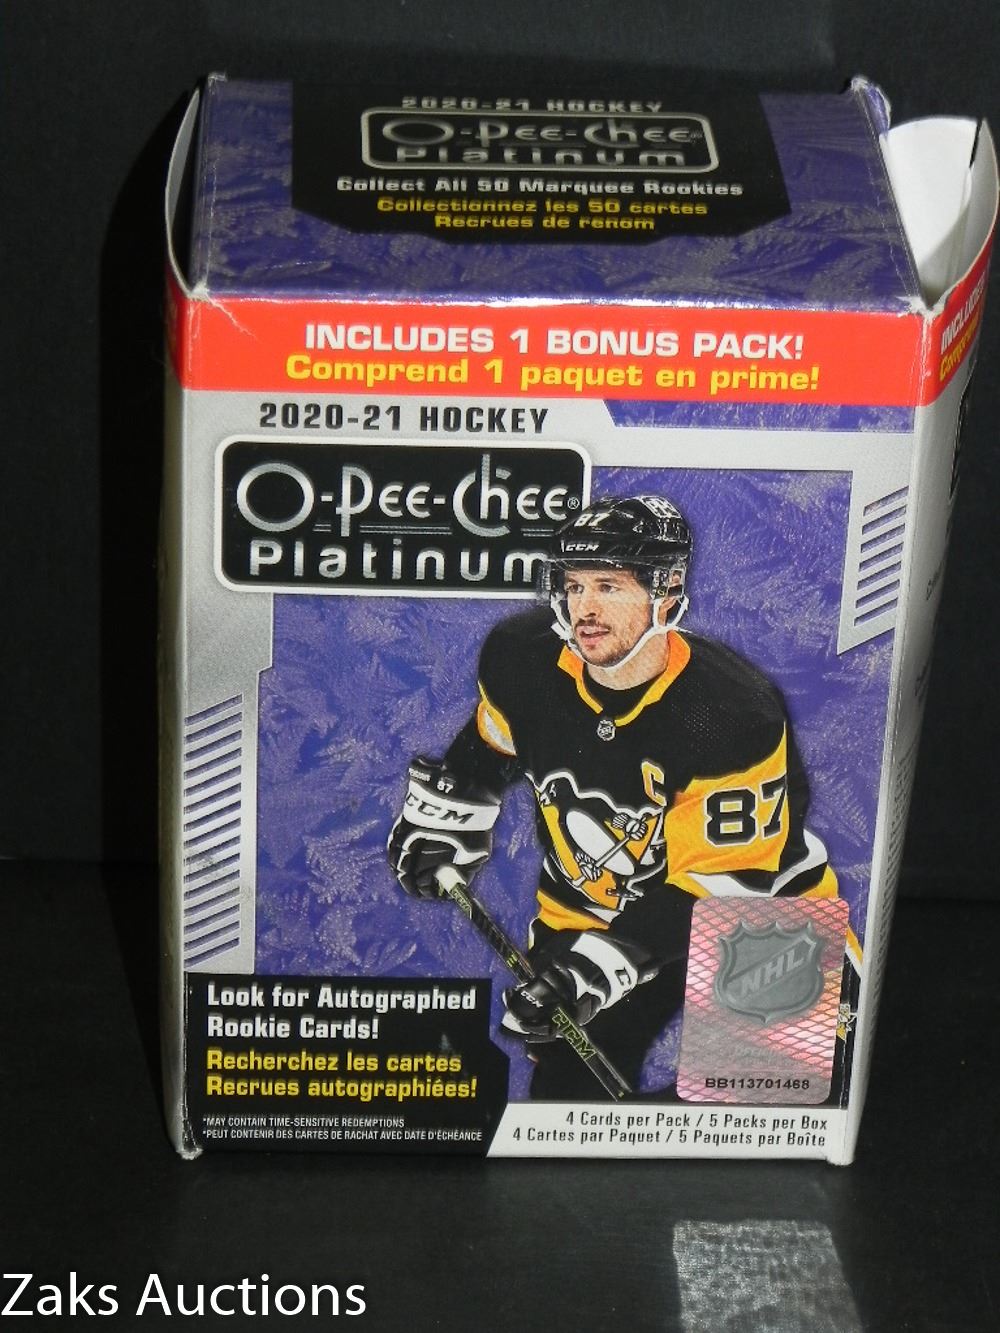 2020-21 HOCKEY
O-Pee-Chee®
Platinum
Collect All 50 Marquee Rookies
Collectionnez les 50 cartes
Recrues de renom
INCLUDES 1 BONUS PACK!
Comprend 1 paquet en prime!
2020-21 HOCKEY
O-Pee-Chee®
Platinum
87
CCM
NHL
C
87
87
CCM
CCM
CCM
NHL
BB113701468
Look for Autographed
Rookie Cards!
Recherchez les cartes
Recrues autographiées!
*MAY CONTAIN TIME-SENSITIVE REDEMPTIONS
*PEUT CONTENIR DES CARTES DE RACHAT AVEC DATE D'ÉCHÉANCE
4 Cards per Pack / 5 Packs per Box
4 Cartes par Paquet / 5 Paquets par Boîte
Zaks Auctions